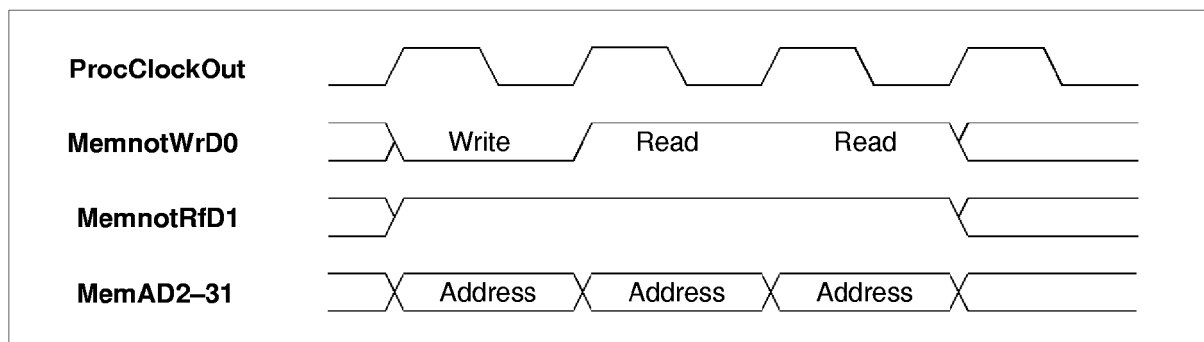 ProcClockOut
MemnotWrD0 Write Read Read
MemnotRfD1
MemAD2–31 Address Address Address